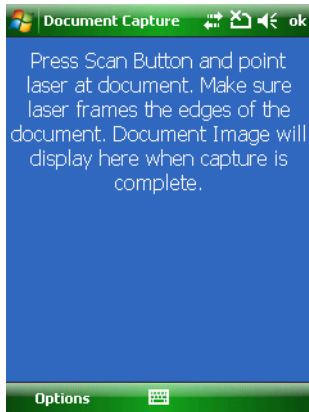 Document Capture ok
Press Scan Button and point
laser at document. Make sure
laser frames the edges of the
document. Document Image will
display here when capture is
complete.
Options